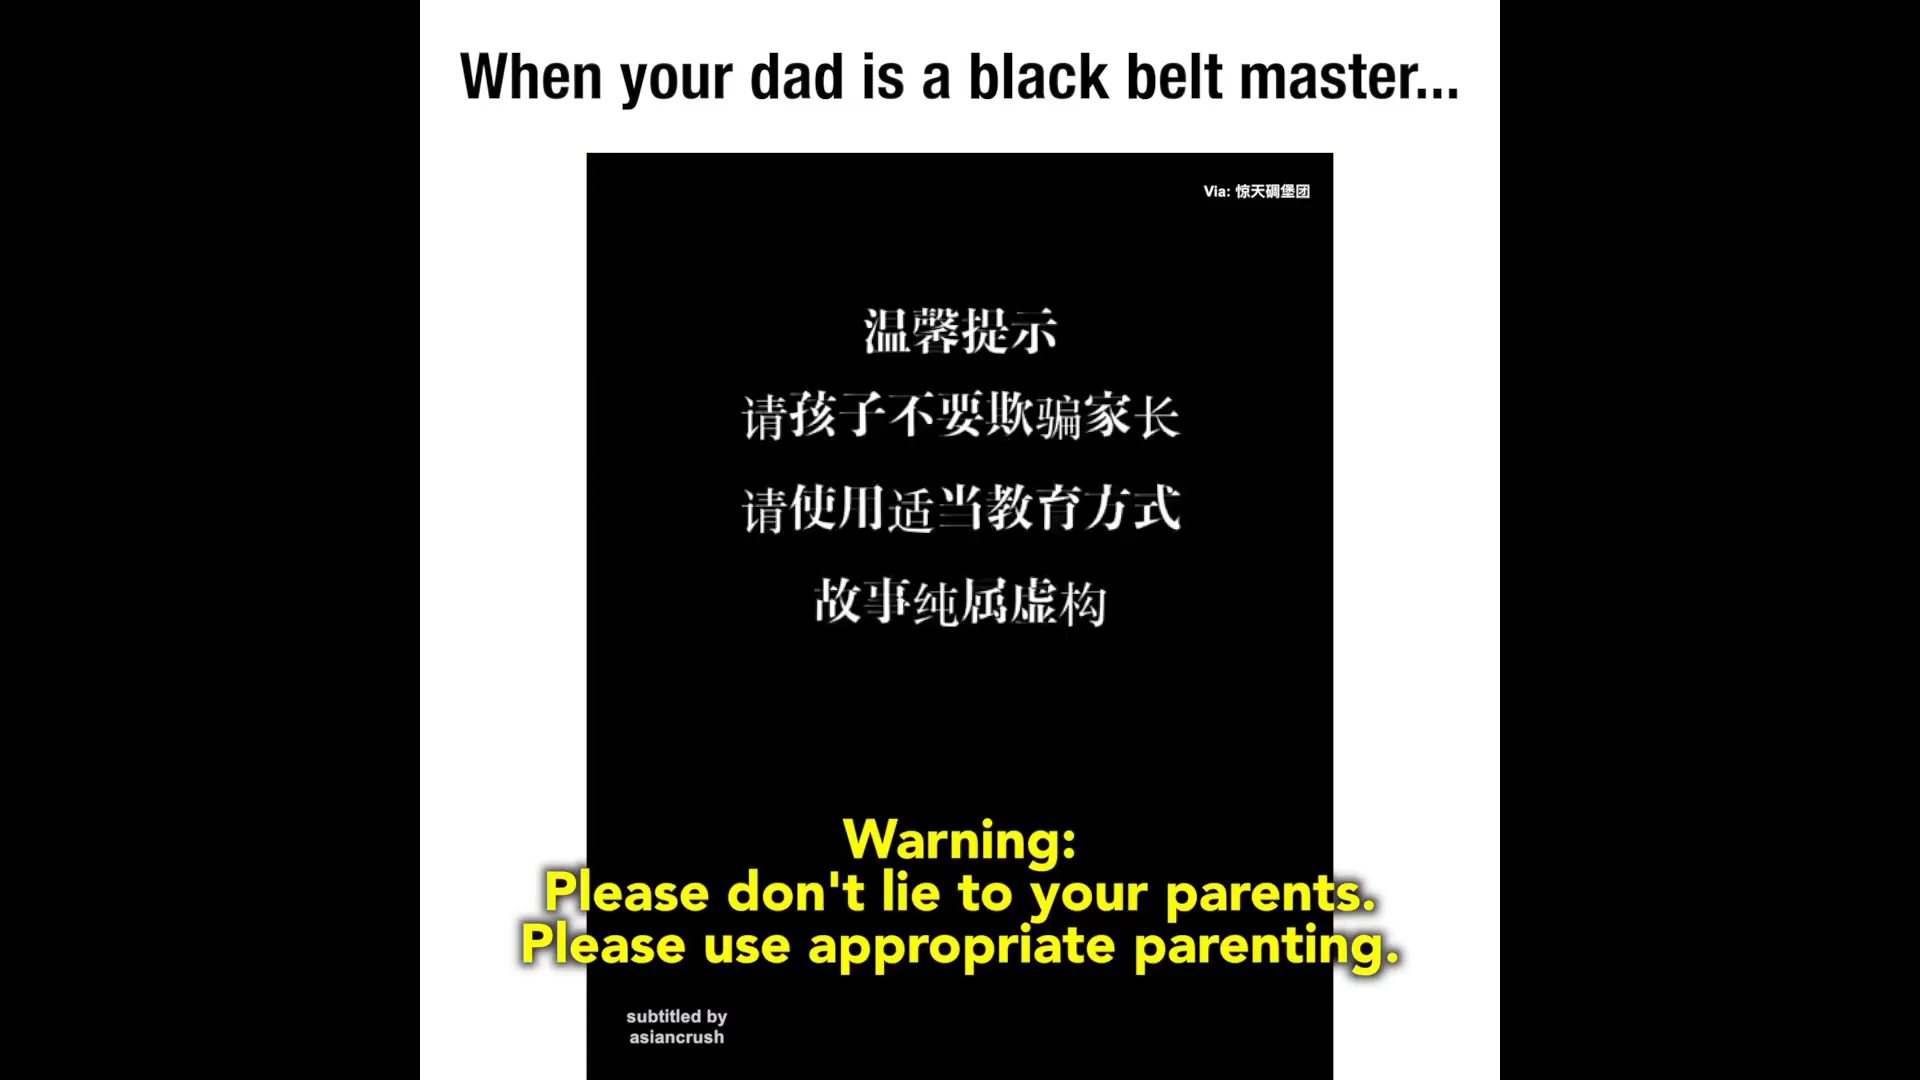 When your dad is a black belt master...
Via: 惊天碉堡团
温馨提示
请孩子不要欺骗家长
请使用适当教育方式
故事纯属虚构
Warning:
Please don't lie to your parents.
Please use appropriate parenting.
subtitled by
asiancrush